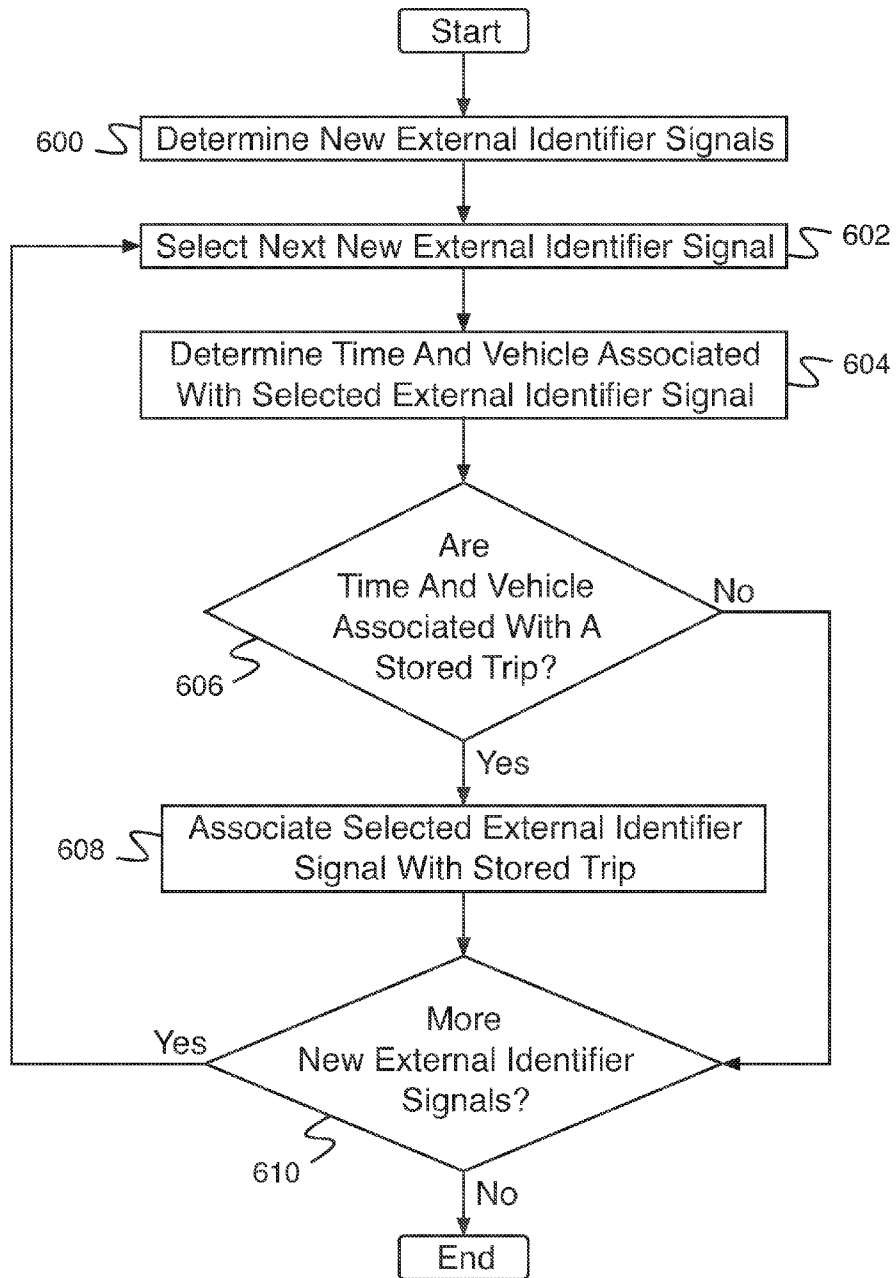 Start
600
Determine New External Identifier Signals
Select Next New External Identifier Signal
602
Determine Time And Vehicle Associated
With Selected External Identifier Signal
604
Are
Time And Vehicle
Associated With A
Stored Trip?
No
606
Yes
Associate Selected External Identifier
Signal With Stored Trip
608
More
New External Identifier
Signals?
Yes
610
No
End